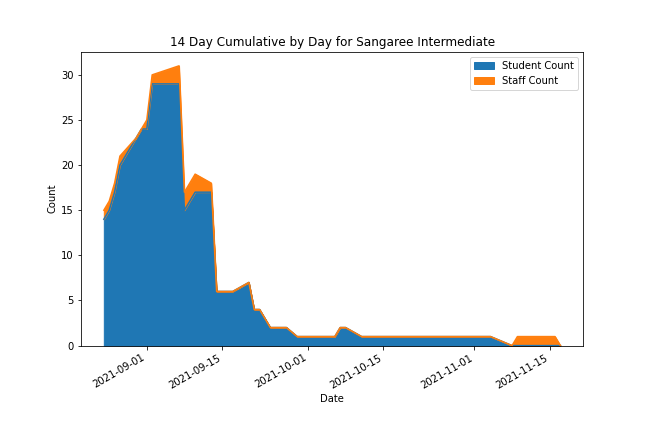 14 Day Cumulative by Day for Sangaree Intermediate
Student Count
Staff Count
30
25
20
15
10
5
0
Count
2021-09-01
2021-09-15
2021-10-01
2021-10-15
2021-11-01
2021-11-15
Date